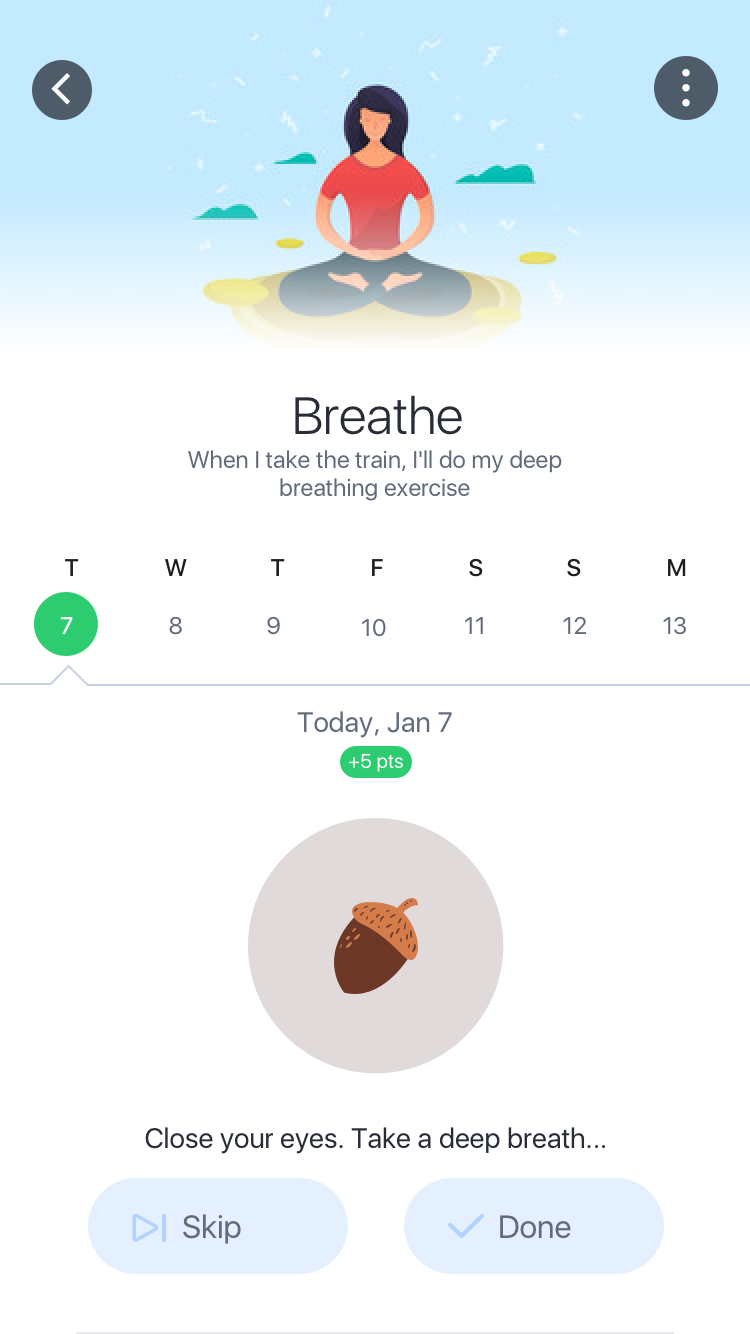 Breathe
When I take the train, I'll do my deep
breathing exercise
T W T F S S M
7 8 9 10 11 12 13
Today, Jan 7
+5 pts
Close your eyes. Take a deep breath...
Skip Done